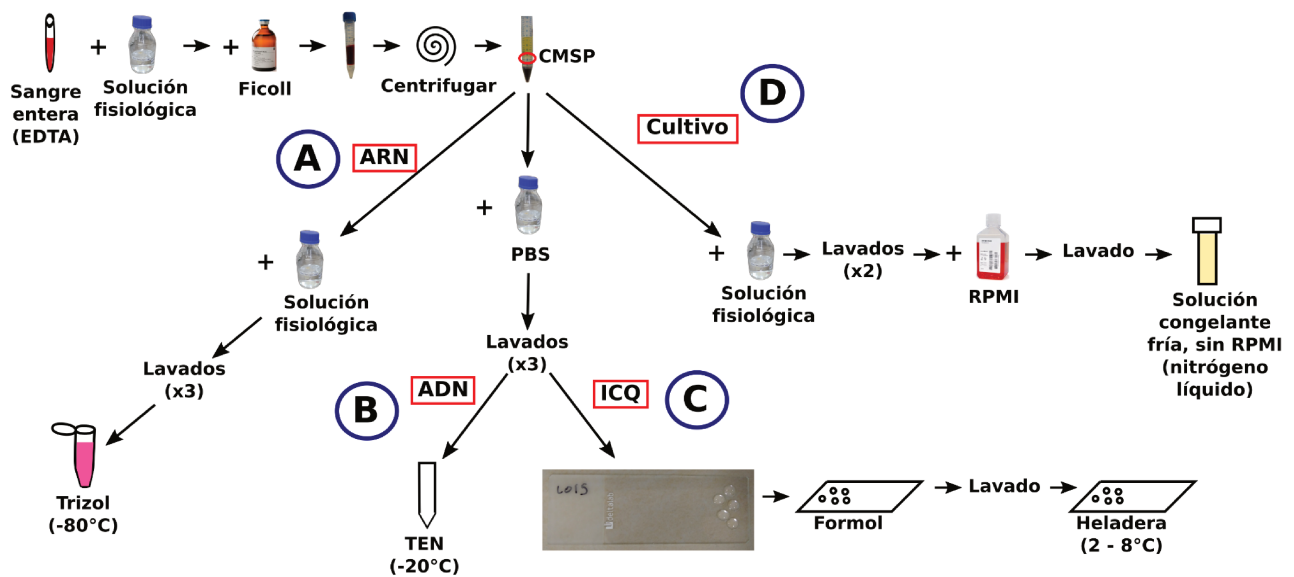 Sangre
entera
(EDTA)
+
Solución
fisiológica
+
Ficoll
Centrifugar
CMSP
A
ARN
D
Cultivo
+
Solución
fisiológica
Lavados
(x3)
Trizol
(-80°C)
+
PBS
Lavados
(x3)
B
ADN
TEN
(-20°C)
ICQ
C
LO15
deltalab
Formol
Lavado
Heladera
(2 - 8°C)
+
Solución
fisiológica
Lavados
(x2)
+
RPMI
Lavado
Solución
congelante
fría, sin RPMI
(nitrógeno
líquido)